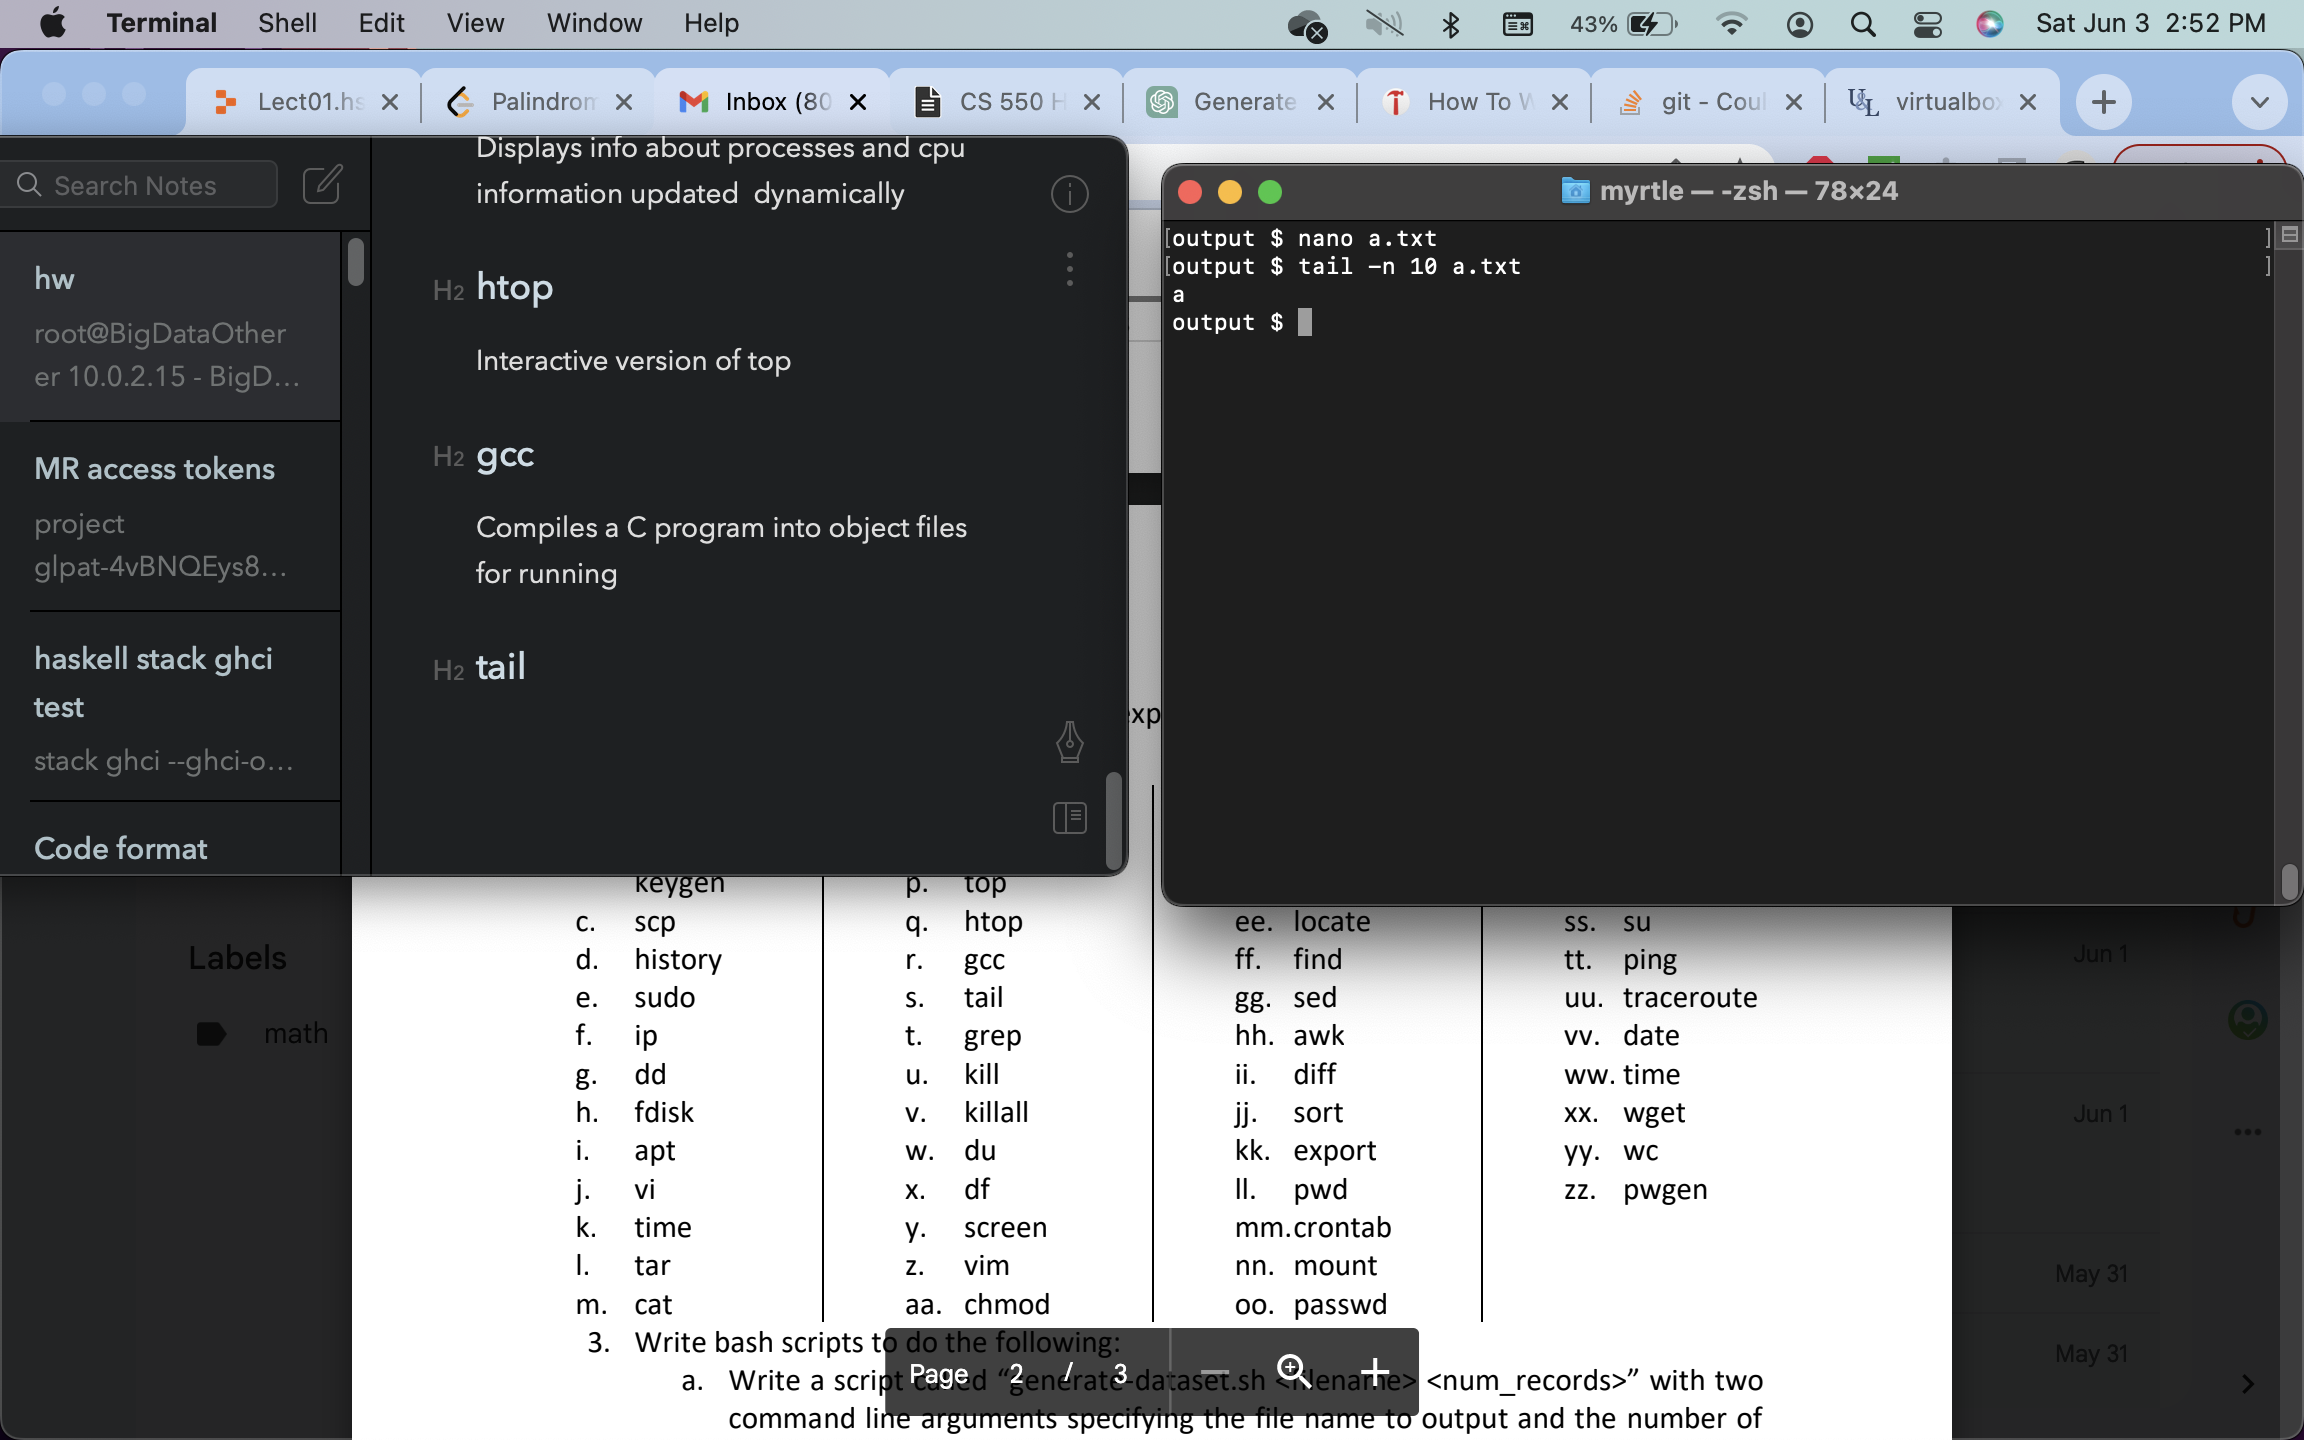 Terminal Shell Edit View Window Help 43% Sat Jun 3 2:52 PM
Lect01.hs Palindrom Inbox (80 CS 550 H Generate How To W git - Coul virtualbox
Search Notes
hw
root@BigDataOther
er 10.0.2.15 - BigD...
MR access tokens
project
glpat-4vBNQEys8...
haskell stack ghci
test
stack ghci --ghci-o...
Code format
Displays info about processes and cpu
information updated dynamically
H2 htop
Interactive version of top
H2 gcc
Compiles a C program into object files
for running
H2 tail
myrtle — -zsh — 78×24
[output $ nano a.txt ]
[output $ tail -n 10 a.txt ]
a
output $
exp
Labels
math
keygen
c. scp
d. history
e. sudo
f. ip
g. dd
h. fdisk
i. apt
j. vi
k. time
l. tar
m. cat
p. top
q. htop
r. gcc
s. tail
t. grep
u. kill
v. killall
w. du
x. df
y. screen
z. vim
aa. chmod
ee. locate
ff. find
gg. sed
hh. awk
ii. diff
jj. sort
kk. export
ll. pwd
mm. crontab
nn. mount
oo. passwd
ss. su
tt. ping
uu. traceroute
vv. date
ww. time
xx. wget
yy. wc
zz. pwgen
Jun 1
Jun 1
May 31
May 31
3. Write bash scripts to do the following:
a. Write a script called “generate-dataset.sh <filename> <num_records>” with two
command line arguments specifying the file name to output and the number of
Page 2 / 3